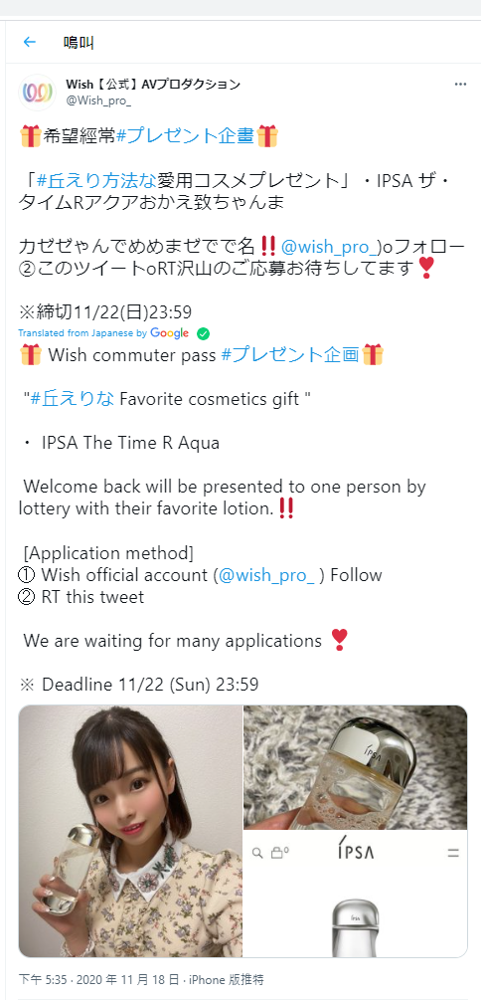 鳴叫
Wish【公式】AVプロダクション
@Wish_pro_
🎁希望經常#プレゼント企畫🎁
「#丘えり方法な愛用コスメプレゼント」・IPSA ザ・
タイムRアクアおかえ致ちゃんま
カゼゼゃんでめめまゼでで名‼️@wish_pro_)oフォロー
②このツイートoRT沢山のご応募お待ちしてます❣️
※締切11/22(日)23:59
Translated from Japanese by Google
🎁 Wish commuter pass #プレゼント企画🎁
"#丘えりな Favorite cosmetics gift "
・ IPSA The Time R Aqua
Welcome back will be presented to one person by
lottery with their favorite lotion.‼️
[Application method]
① Wish official account (@wish_pro_ ) Follow
② RT this tweet
We are waiting for many applications ❣️
※ Deadline 11/22 (Sun) 23:59
IPSA
0
IPSA
IPSA
下午 5:35 · 2020 年 11 月 18 日 · iPhone 版推特